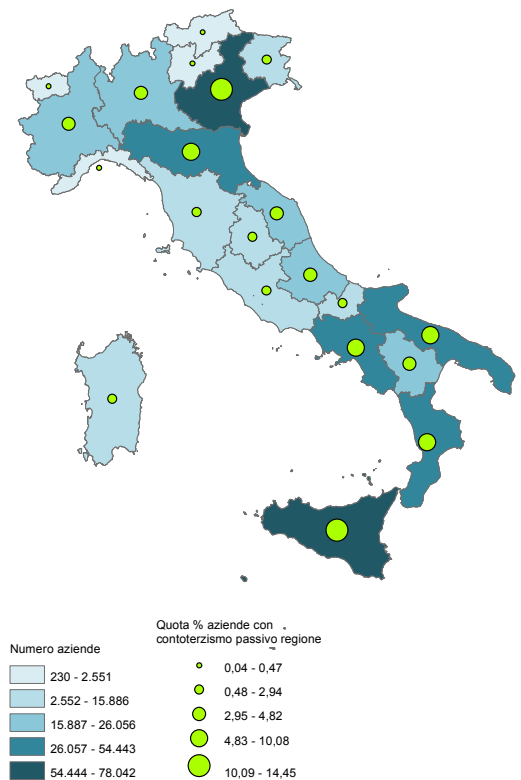 Numero aziende
230 - 2.551
2.552 - 15.886
15.887 - 26.056
26.057 - 54.443
54.444 - 78.042
Quota % aziende con
contoterzismo passivo regione
0,04 - 0,47
0,48 - 2,94
2,95 - 4,82
4,83 - 10,08
10,09 - 14,45